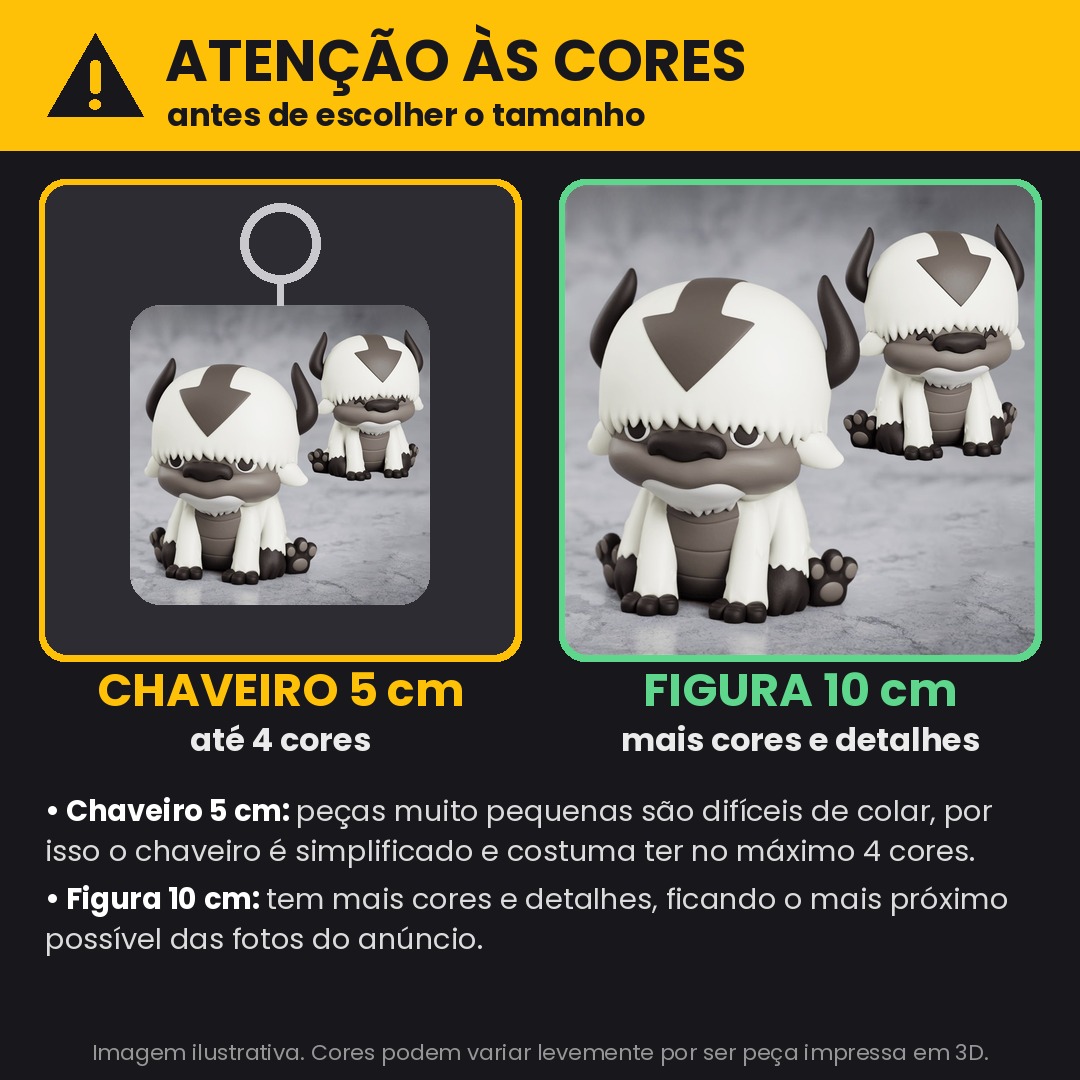 ATENÇÃO ÀS CORES
antes de escolher o tamanho
CHAVEIRO 5 cm
até 4 cores
FIGURA 10 cm
mais cores e detalhes
• Chaveiro 5 cm: peças muito pequenas são difíceis de colar, por
isso o chaveiro é simplificado e costuma ter no máximo 4 cores.
• Figura 10 cm: tem mais cores e detalhes, ficando o mais próximo
possível das fotos do anúncio.
Imagem ilustrativa. Cores podem variar levemente por ser peça impressa em 3D.